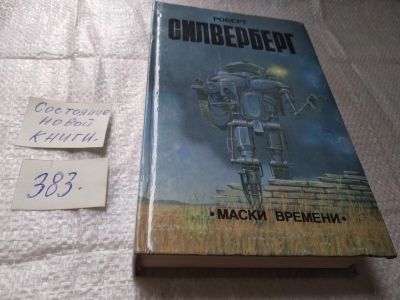 РОБЕРТ
СИЛВЕРБЕРГ
• МАСКИ ВРЕМЕНИ •
Состояние
новой
книги.
383.